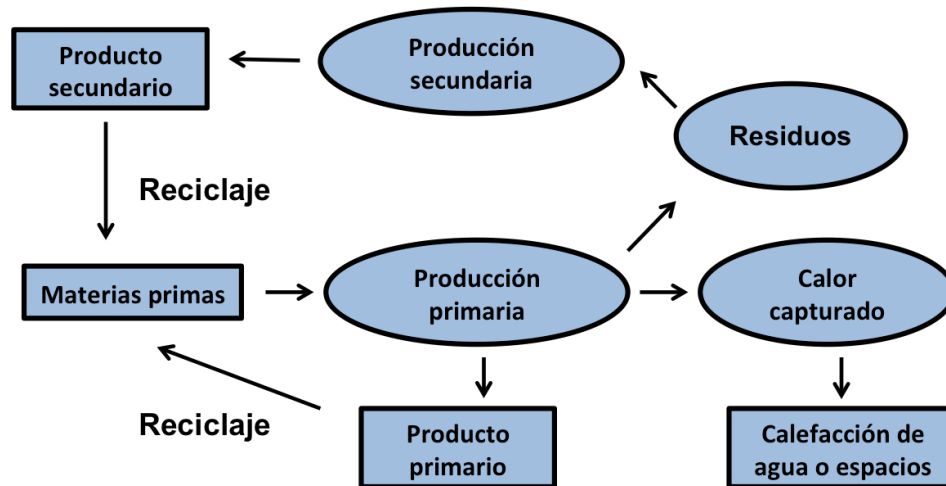 Producto
secundario
Producción
secundaria
Residuos
Reciclaje
Materias primas
Producción
primaria
Calor
capturado
Reciclaje
Producto
primario
Calefacción de
agua o espacios